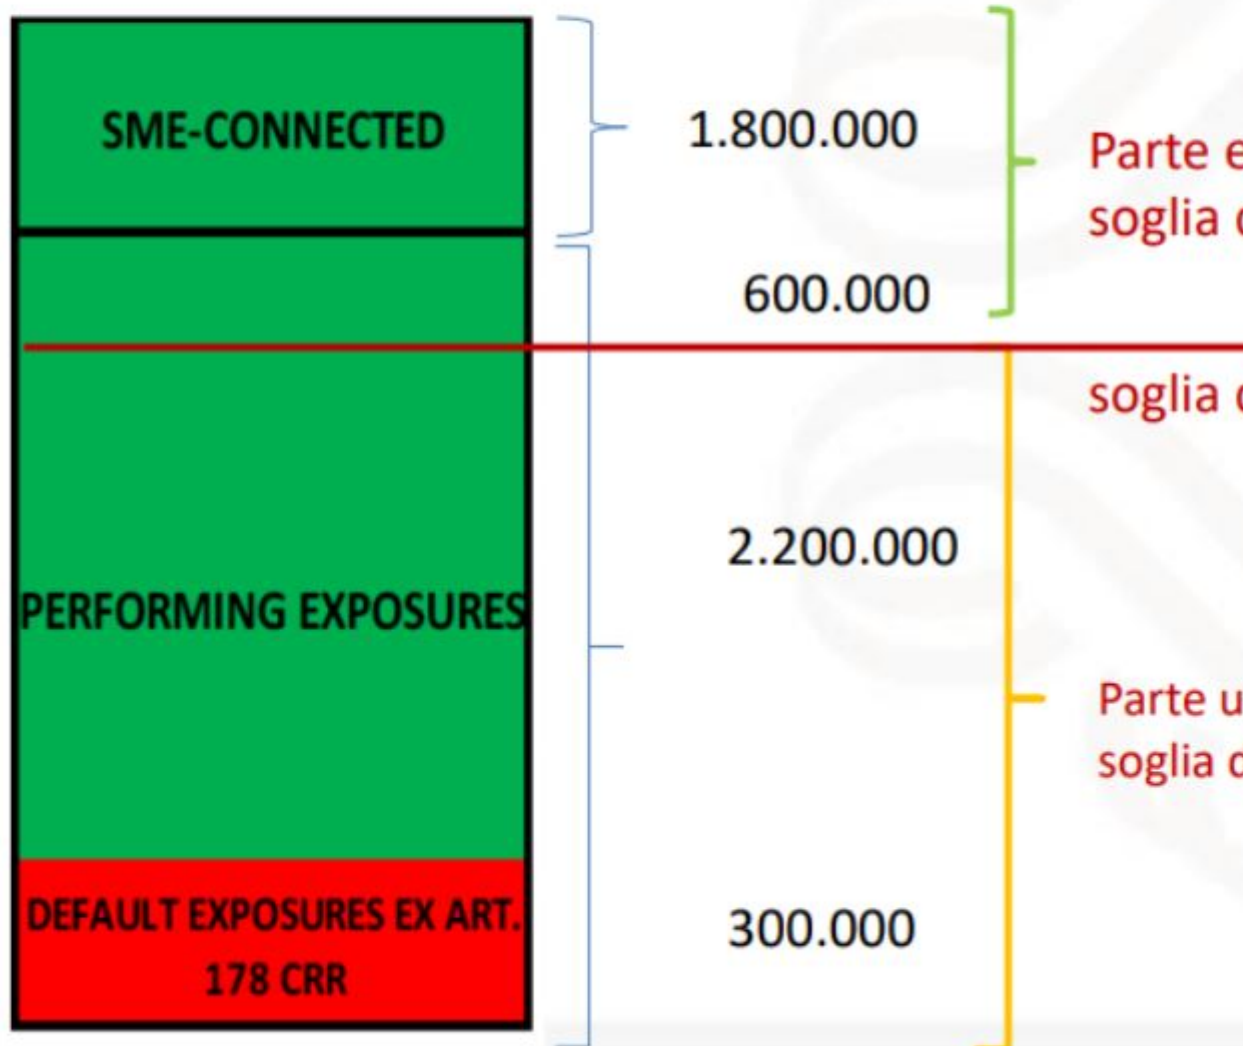 SME-CONNECTED
1.800.000
Parte e
soglia
600.000
soglia
2.200.000
PERFORMING EXPOSURES
Parte u
soglia
DEFAULT EXPOSURES EX ART.
178 CRR
300.000